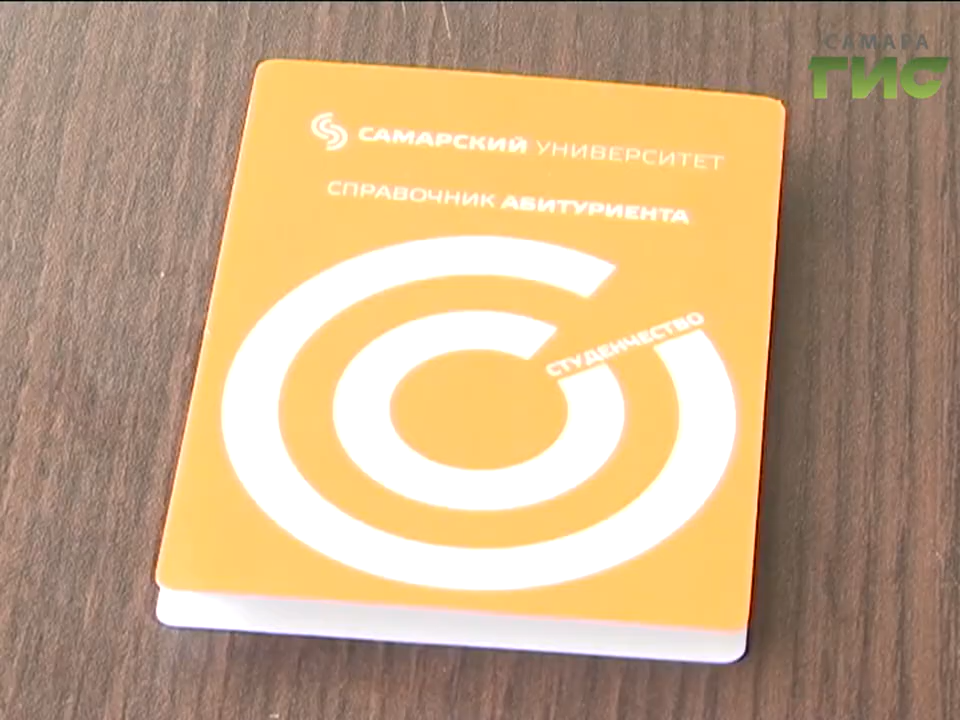 САМАРА
ГИС
САМАРСКИЙ УНИВЕРСИТЕТ
СПРАВОЧНИК АБИТУРИЕНТА
СТУДЕНЧЕСТВО